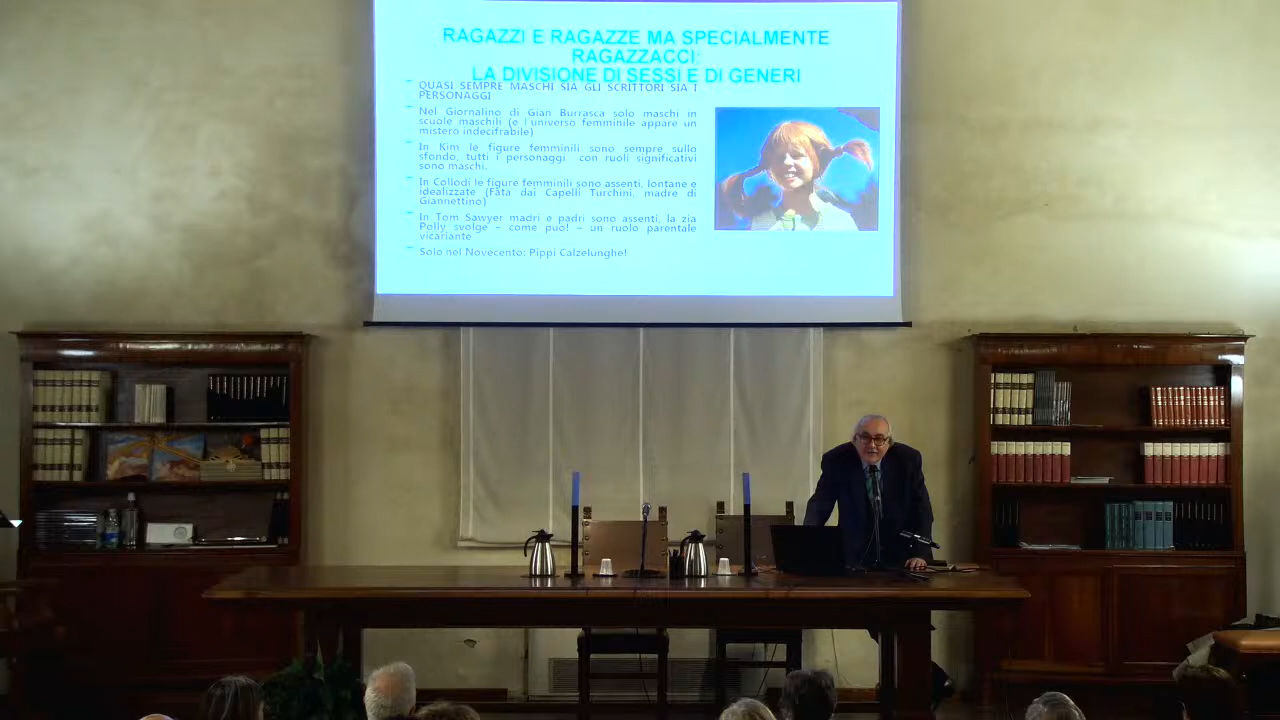 RAGAZZI E RAGAZZE MA SPECIALMENTE
RAGAZZACCI:
LA DIVISIONE DI SESSI E DI GENERI
QUASI SEMPRE MASCHI SIA GLI SCRITTORI SIA I
PERSONAGGI
Nel Giornalino di Gian Burrasca solo maschi in
scuole maschili (e l'universo femminile appare un
mistero indecifrabile)
In Kim le figure femminili sono sempre sullo
sfondo, tutti i personaggi con ruoli significativi
sono maschi.
In Collodi le figure femminili sono assenti, lontane e
idealizzate (Fata dai Capelli Turchini, madre di
Giannettino)
In Tom Sawyer madri e padri sono assenti, la zia
Polly svolge – come può! – un ruolo parentale
vicariante
Solo nel Novecento: Pippi Calzelunghe!